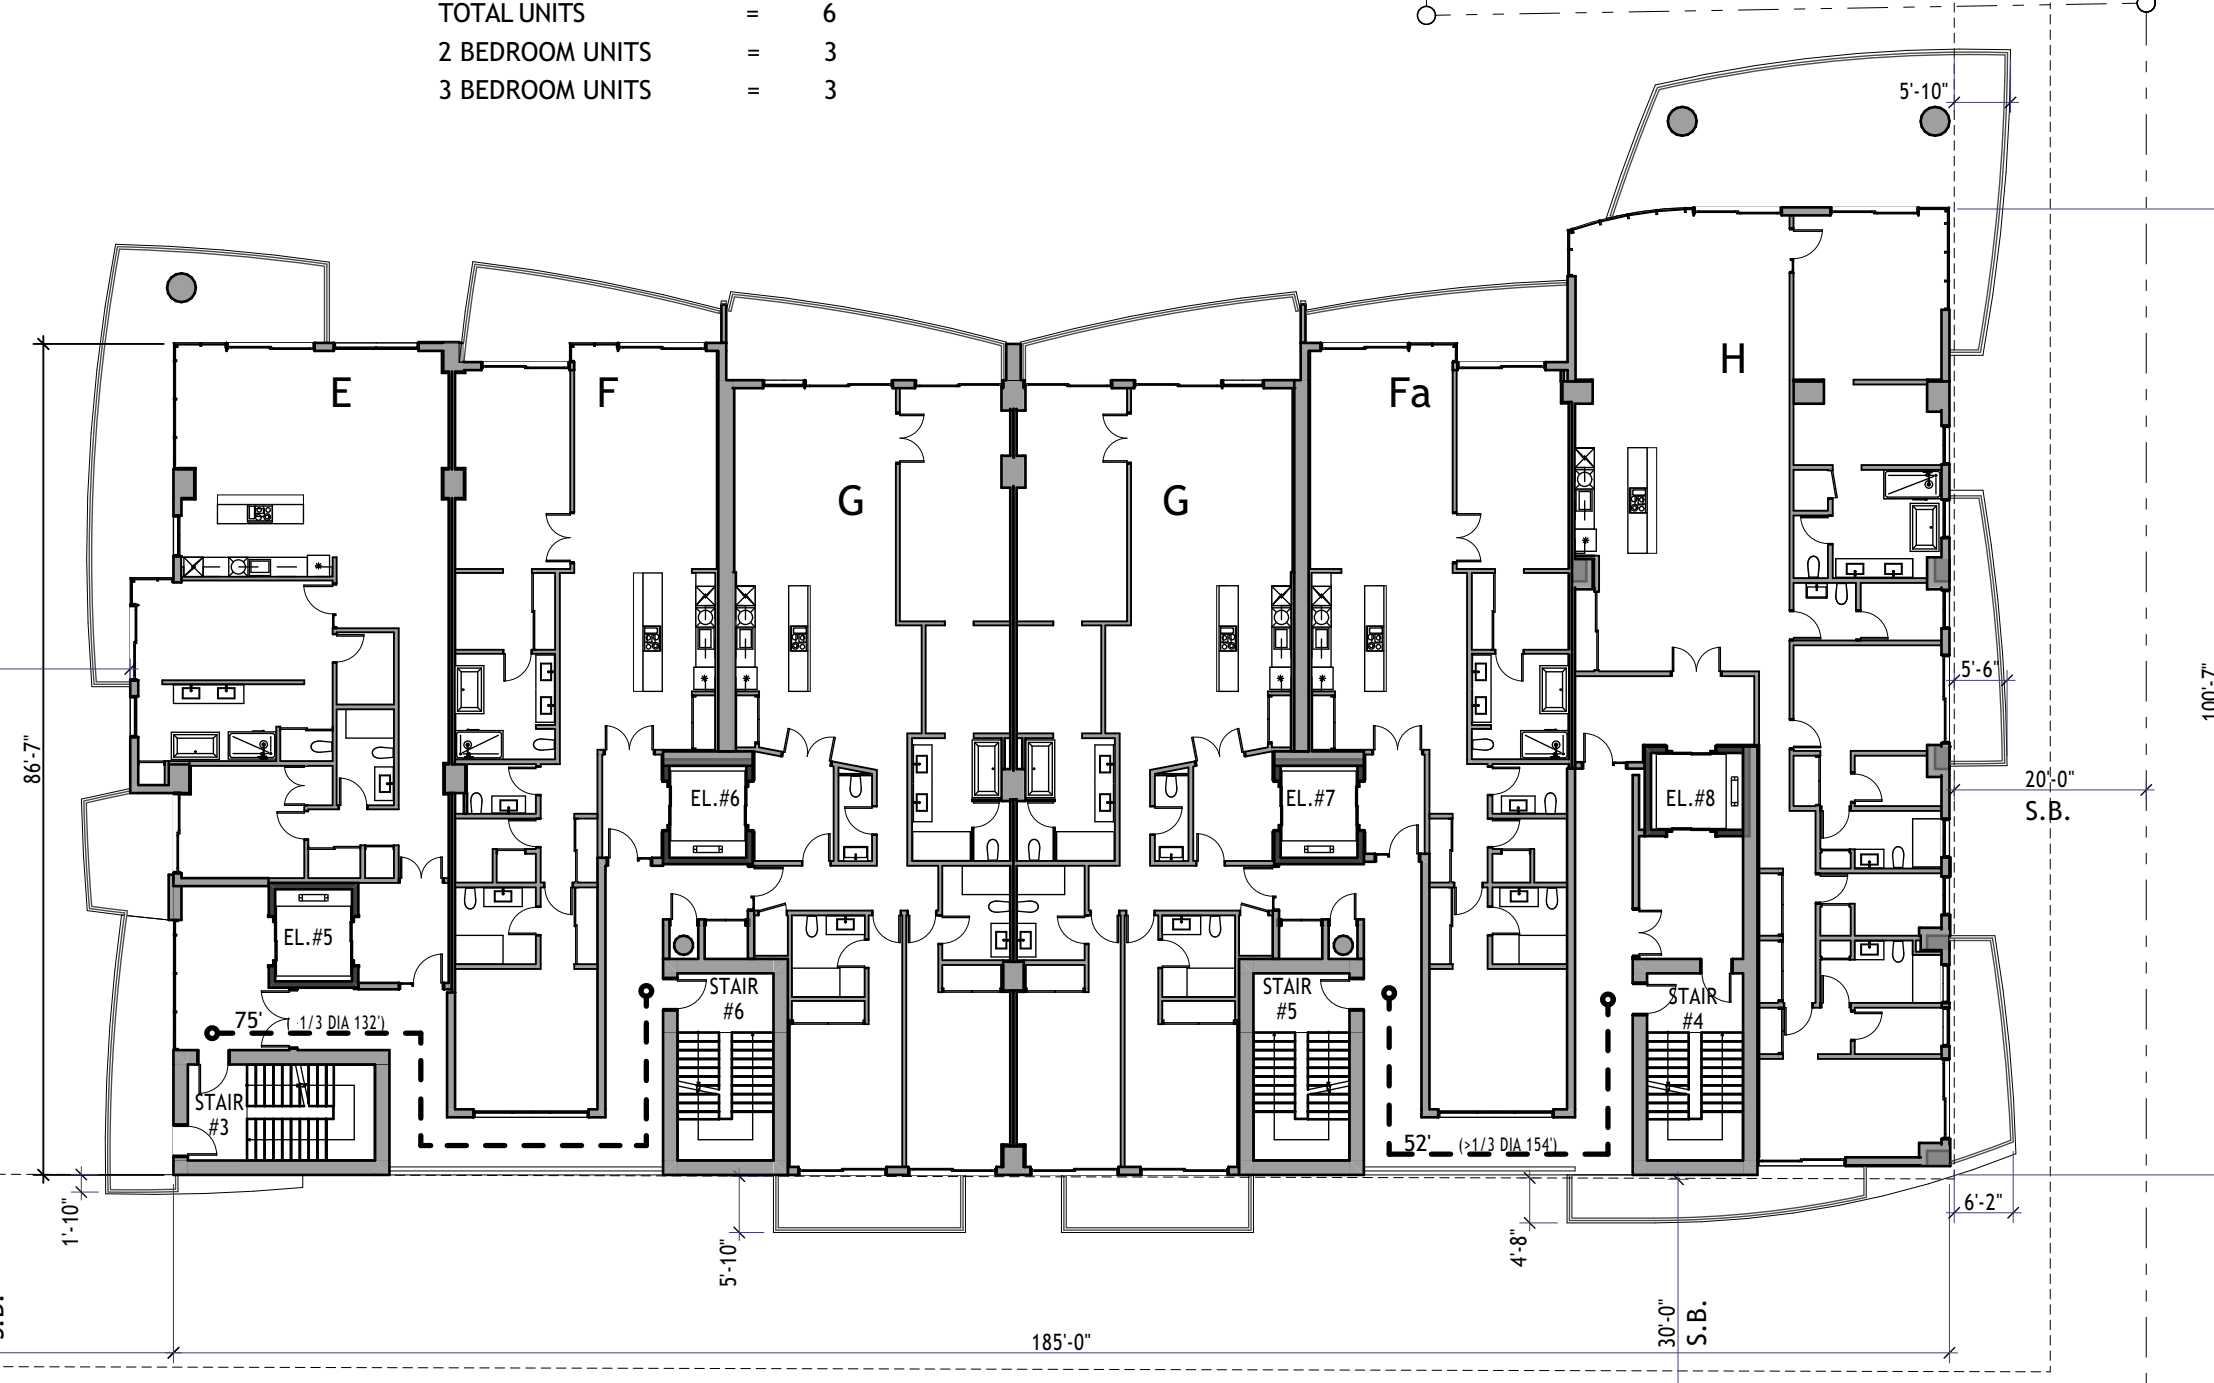 TOTAL UNITS = 6
2 BEDROOM UNITS = 3
3 BEDROOM UNITS = 3
5'-10"
E
F
G
G
Fa
H
5'-6"
100'-7"
86'-7"
20'-0"
S.B.
EL.#6
EL.#7
EL.#8
EL.#5
STAIR
#6
STAIR
#5
STAIR
#4
75' ( 1/3 DIA 132')
STAIR
#3
52' (>1/3 DIA 154')
1'-10"
5'-10"
4'-8"
6'-2"
30'-0"
S.B.
S.B.
185'-0"